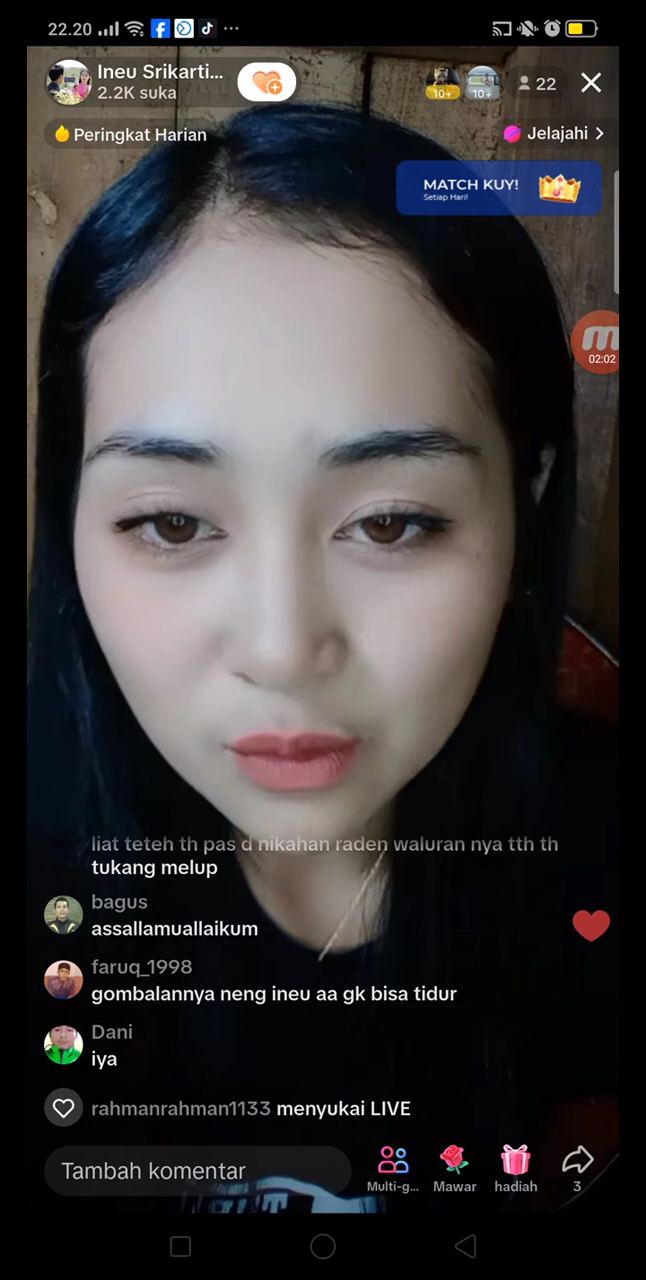 22.20
Ineu Srikarti...
2.2K suka
10+
10+
22
Peringkat Harian
Jelajahi
MATCH KUY!
Setiap Hari!
02:02
liat teteh th pas d nikahan raden waluran nya tth th
tukang melup
bagus
assallamuallaikum
faruq_1998
gombalannya neng ineu aa gk bisa tidur
Dani
iya
rahmanrahman1133 menyukai LIVE
Tambah komentar
Multi-g...
Mawar
hadiah
3